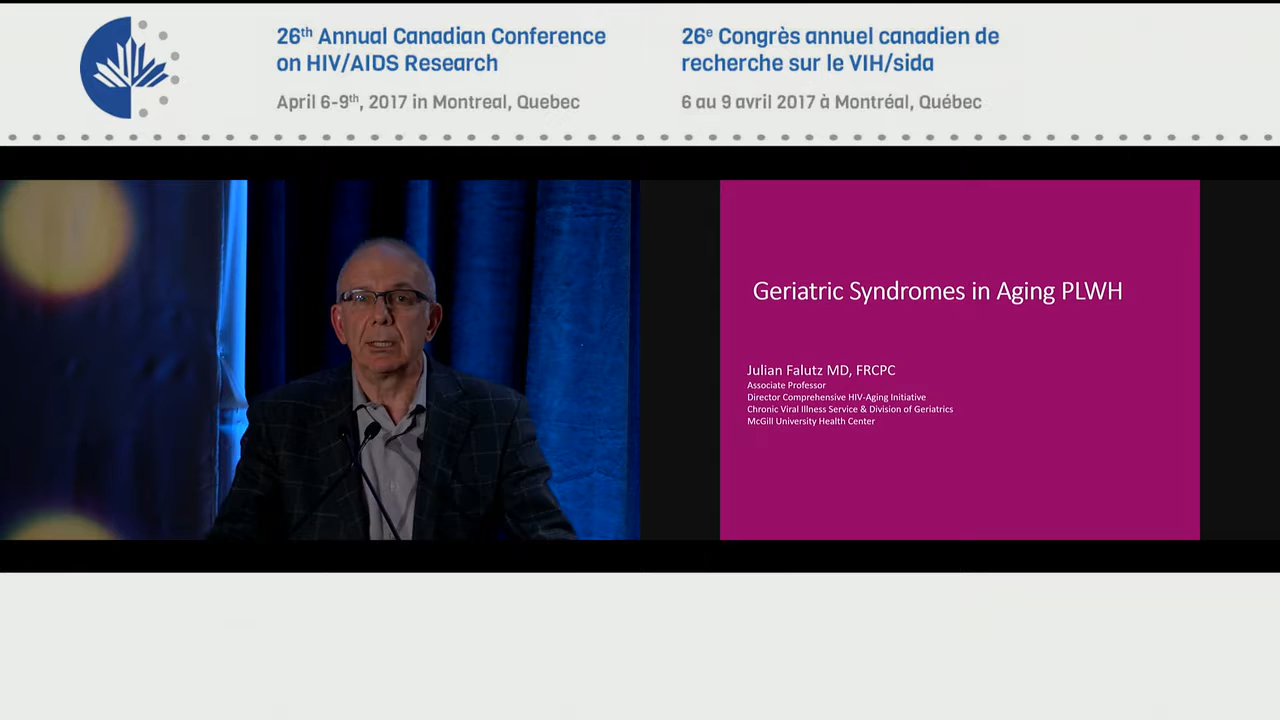 26th Annual Canadian Conference
on HIV/AIDS Research
April 6-9th, 2017 in Montreal, Quebec
26e Congrès annuel canadien de
recherche sur le VIH/sida
6 au 9 avril 2017 à Montréal, Québec
Geriatric Syndromes in Aging PLWH
Julian Falutz MD, FRCPC
Associate Professor
Director Comprehensive HIV-Aging Initiative
Chronic Viral Illness Service & Division of Geriatrics
McGill University Health Center